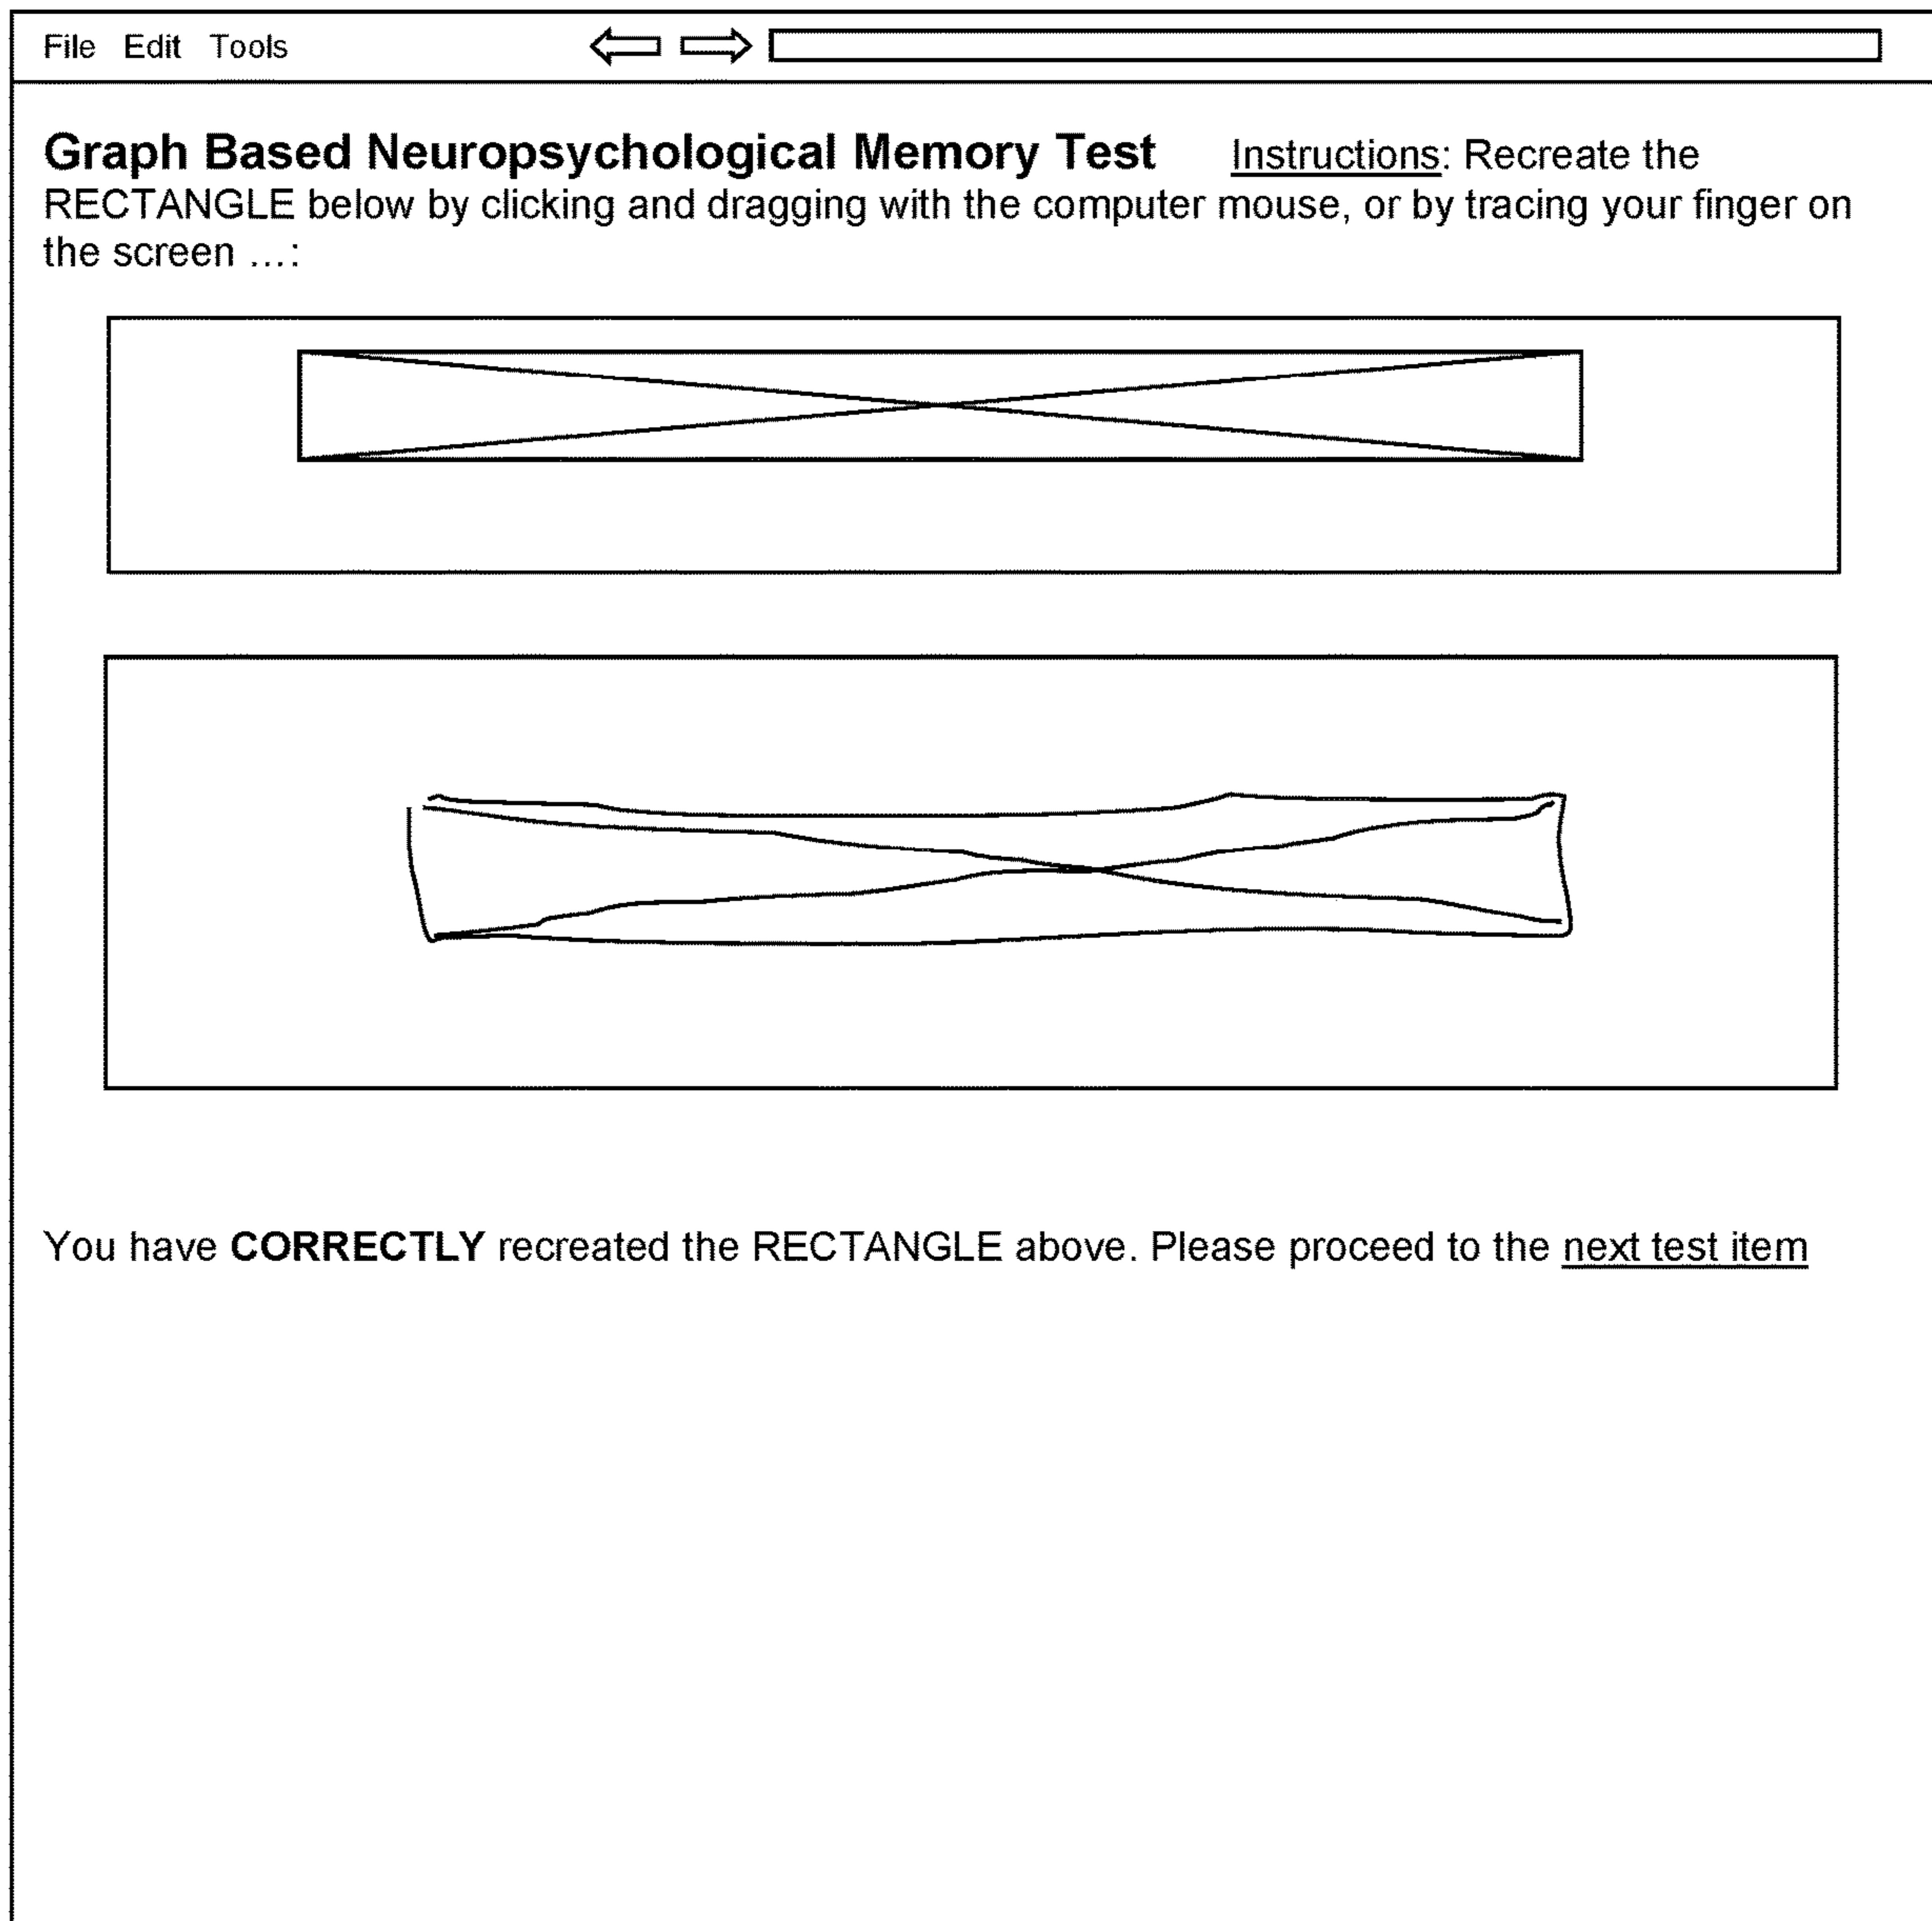 File Edit Tools
Graph Based Neuropsychological Memory Test Instructions: Recreate the
RECTANGLE below by clicking and dragging with the computer mouse, or by tracing your finger on
the screen ...:
You have CORRECTLY recreated the RECTANGLE above. Please proceed to the next test item